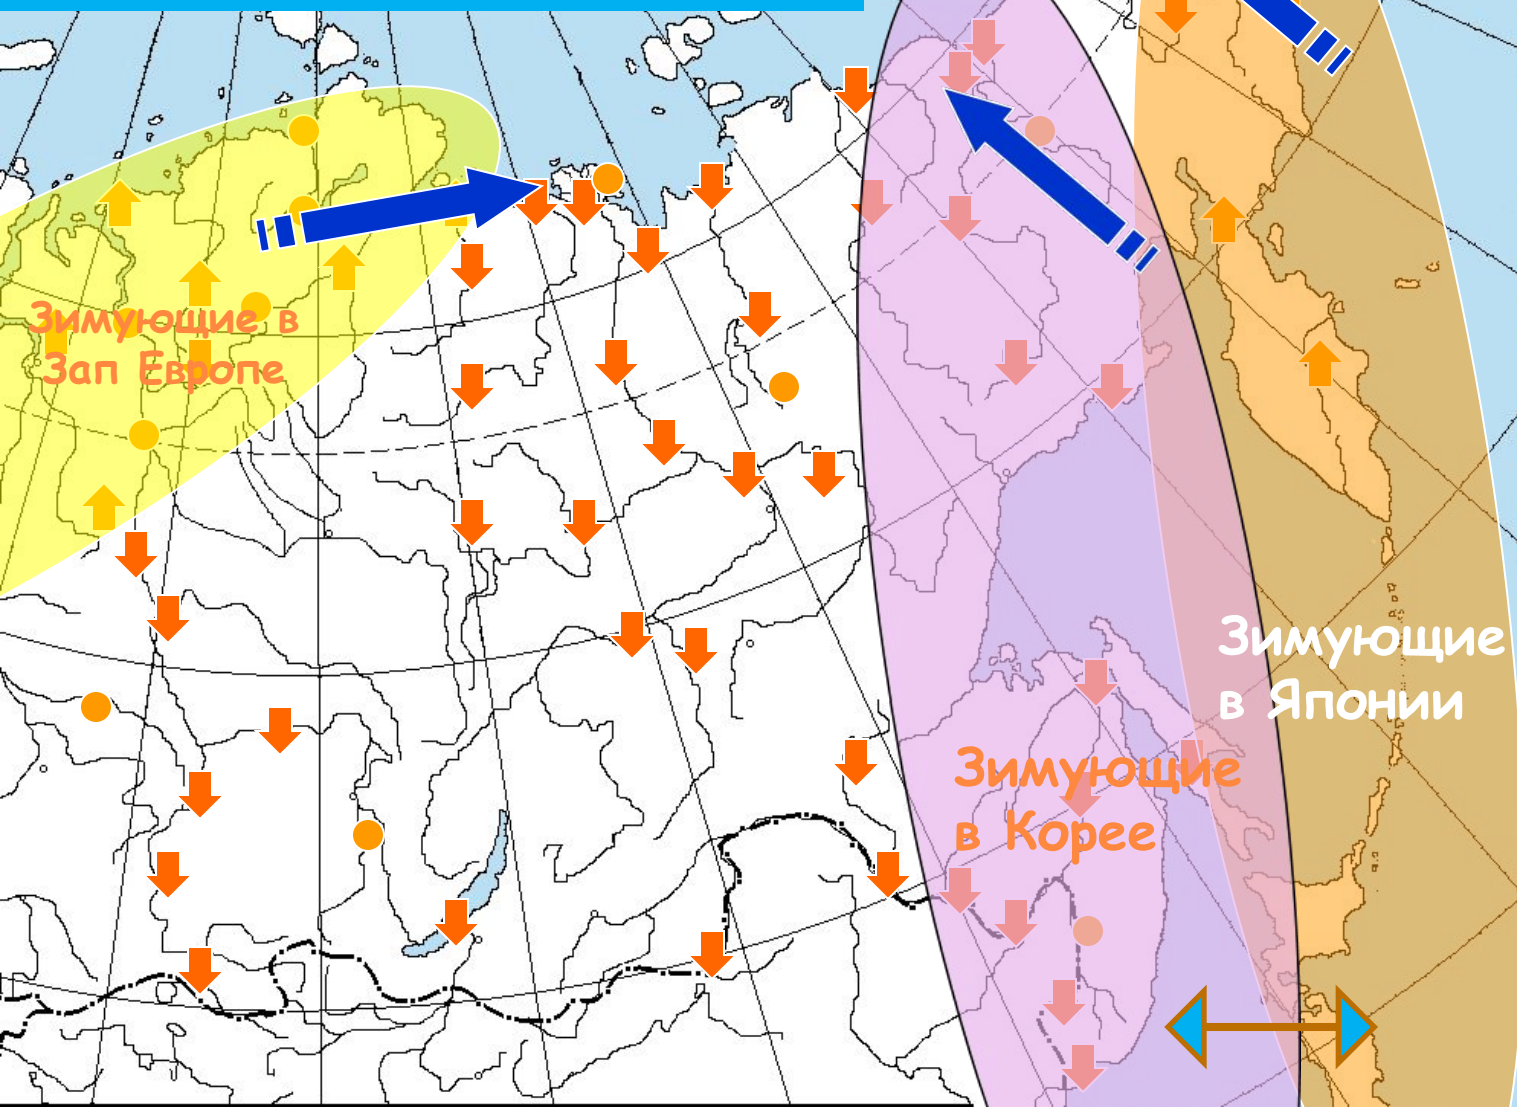 Зимующие в
Зап Европе
Зимующие
в Японии
Зимующие
в Корее